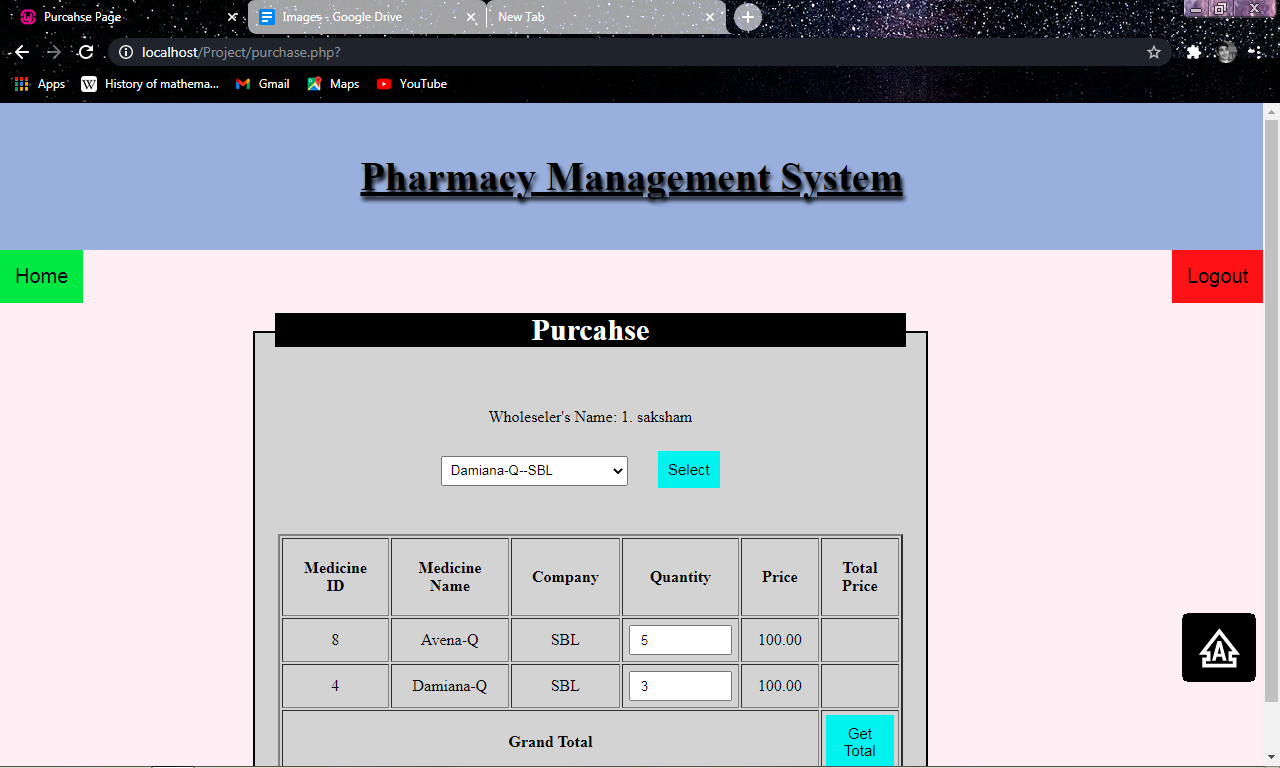 Purcahse Page
Images - Google Drive
New Tab
localhost/Project/purchase.php?
Apps
History of mathema...
Gmail
Maps
YouTube
Pharmacy Management System
Home
Logout
Purcahse
Wholeseler's Name: 1. saksham
Damiana-Q--SBL
Select
Medicine ID Medicine Name Company Quantity Price Total Price
8 Avena-Q SBL 5 100.00
4 Damiana-Q SBL 3 100.00
Grand Total
Get
Total